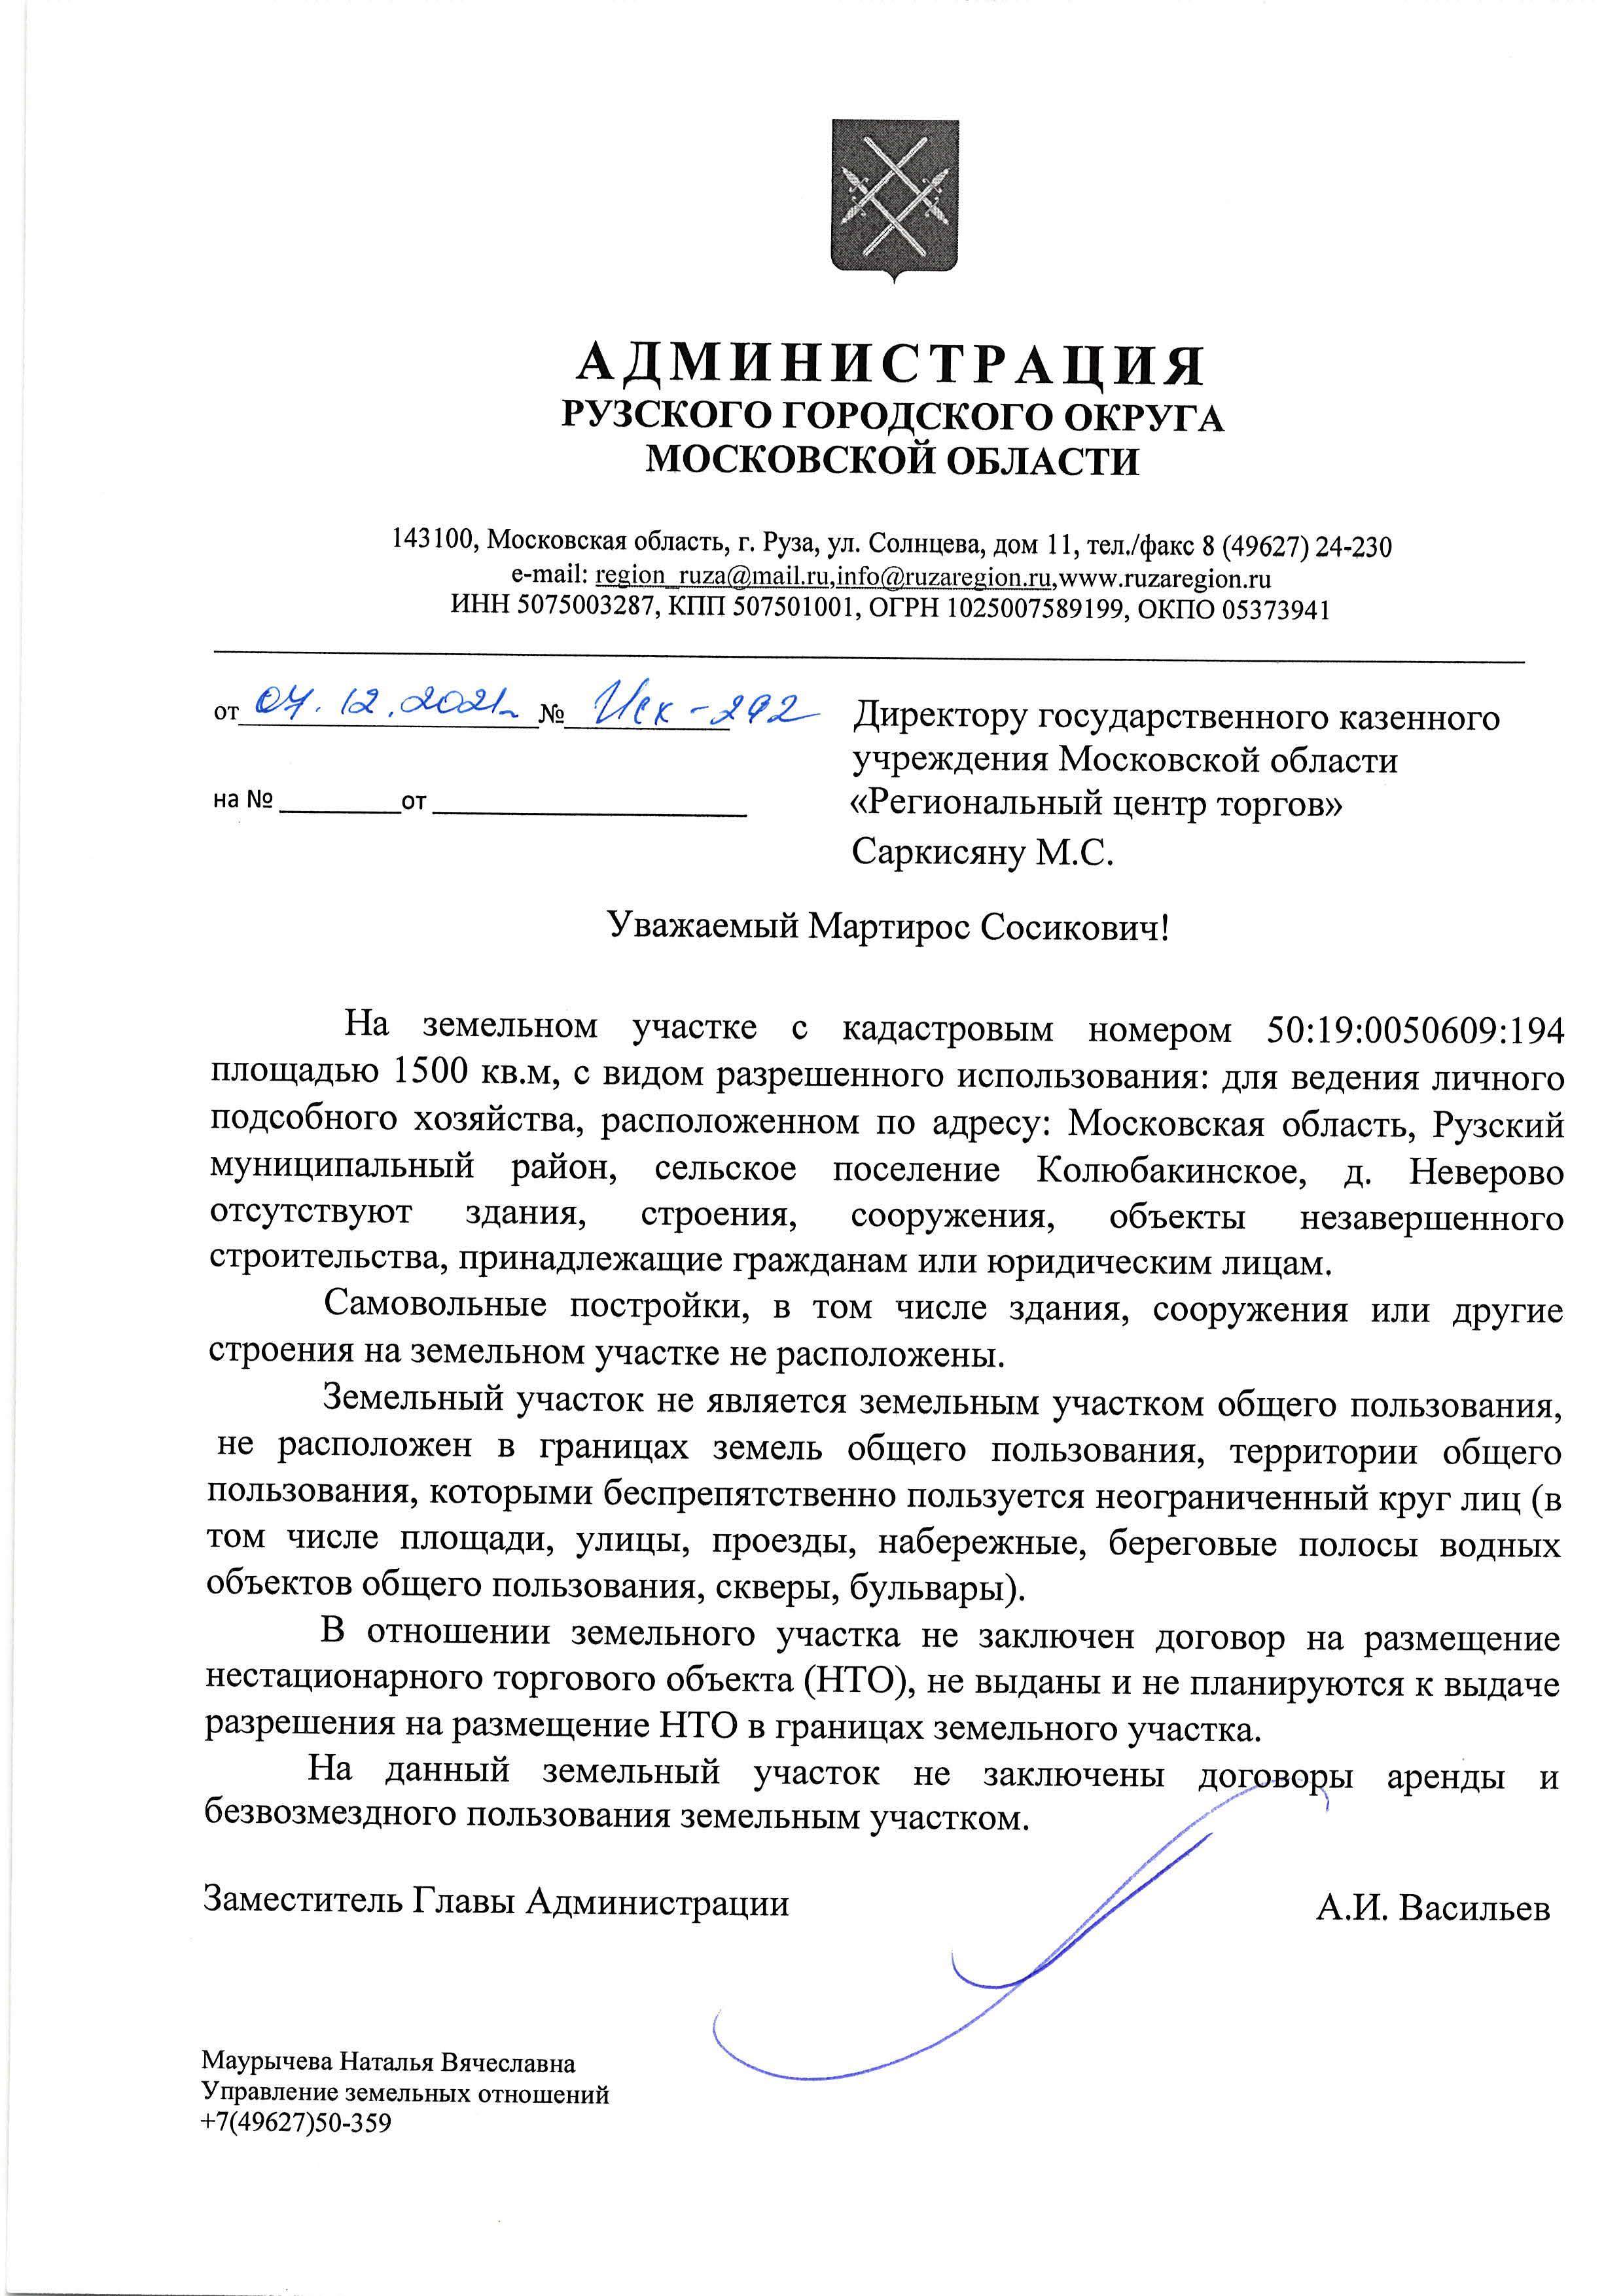 АДМИНИСТРАЦИЯ
РУЗСКОГО ГОРОДСКОГО ОКРУГА
МОСКОВСКОЙ ОБЛАСТИ
143100, Московская область, г. Руза, ул. Солнцева, дом 11, тел./факс 8 (49627) 24-230
e-mail: region_ruza@mail.ru,info@ruzaregion.ru,www.ruzaregion.ru
ИНН 5075003287, КПП 507501001, ОГРН 1025007589199, ОКПО 05373941
от 07.12.2021 № Исх-292
на № от
Директору государственного казенного
учреждения Московской области
«Региональный центр торгов»
Саркисяну М.С.
Уважаемый Мартирос Сосикович!
На земельном участке с кадастровым номером 50:19:0050609:194
площадью 1500 кв.м, с видом разрешенного использования: для ведения личного
подсобного хозяйства, расположенном по адресу: Московская область, Рузский
муниципальный район, сельское поселение Колюбакинское, д. Неверово
отсутствуют здания, строения, сооружения, объекты незавершенного
строительства, принадлежащие гражданам или юридическим лицам.
Самовольные постройки, в том числе здания, сооружения или другие
строения на земельном участке не расположены.
Земельный участок не является земельным участком общего пользования,
не расположен в границах земель общего пользования, территории общего
пользования, которыми беспрепятственно пользуется неограниченный круг лиц (в
том числе площади, улицы, проезды, набережные, береговые полосы водных
объектов общего пользования, скверы, бульвары).
В отношении земельного участка не заключен договор на размещение
нестационарного торгового объекта (НТО), не выданы и не планируются к выдаче
разрешения на размещение НТО в границах земельного участка.
На данный земельный участок не заключены договоры аренды и
безвозмездного пользования земельным участком.
Заместитель Главы Администрации А.И. Васильев
Маурычева Наталья Вячеславна
Управление земельных отношений
+7(49627)50-359